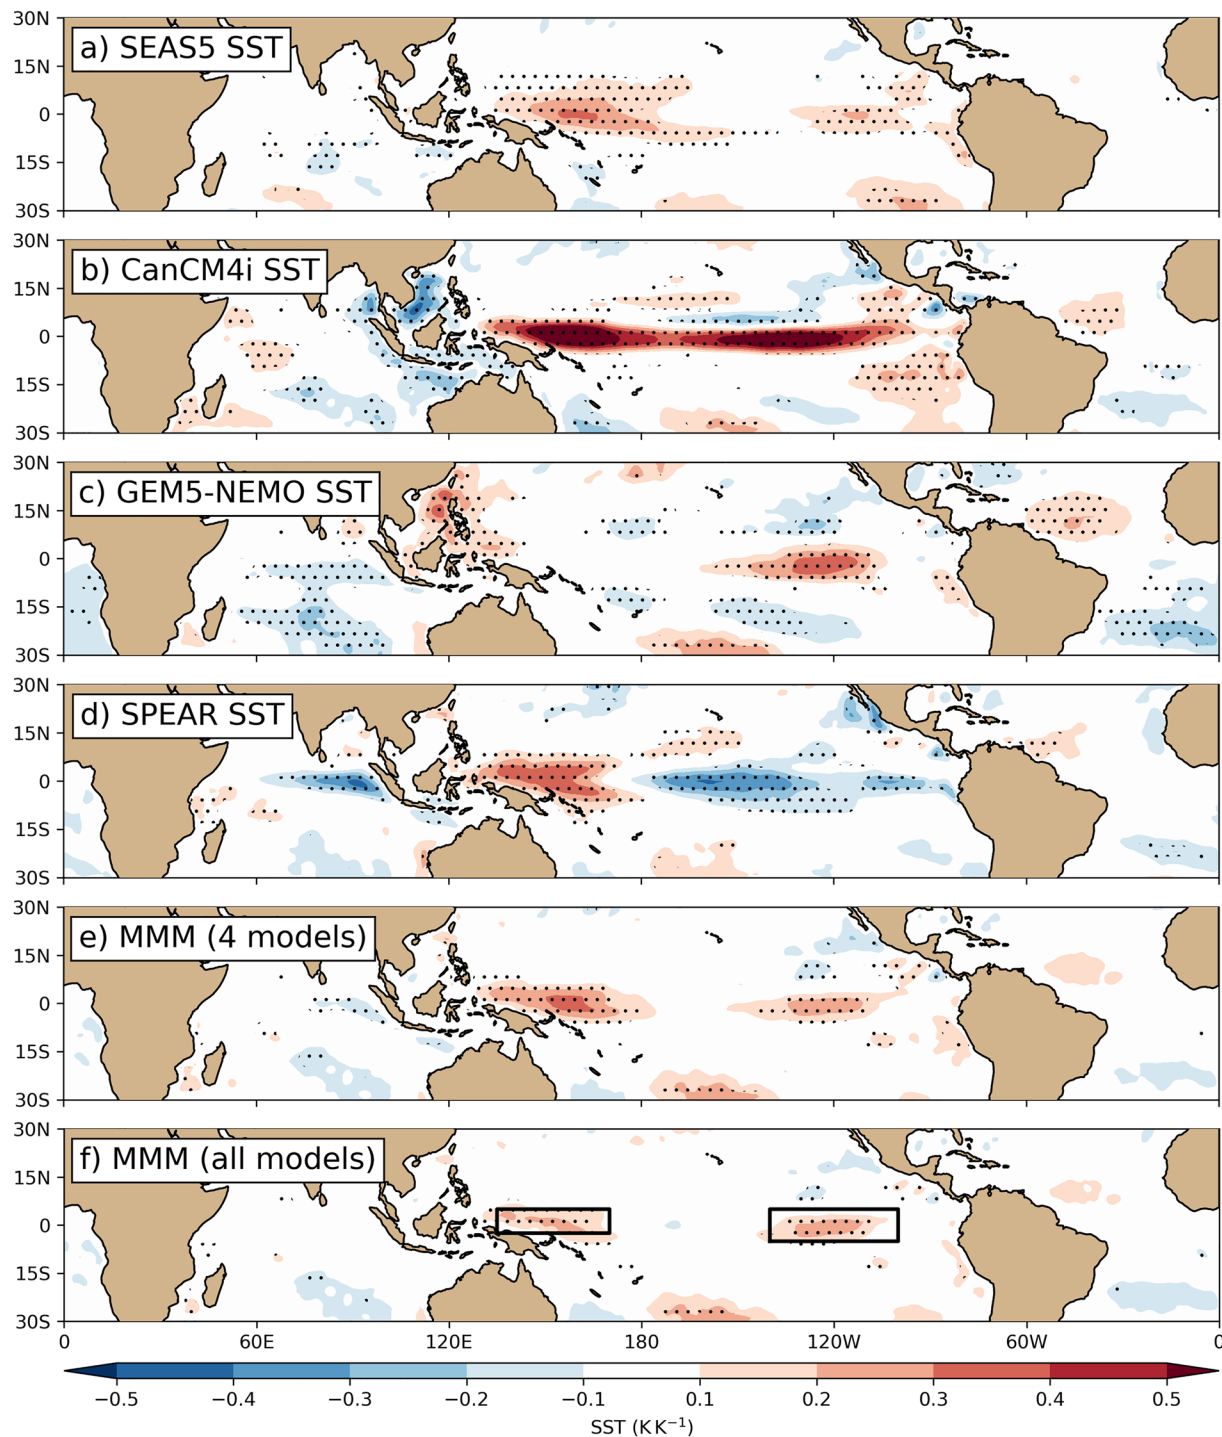 30N
15N
0
15S
30S
a) SEAS5 SST
30N
15N
0
15S
30S
b) CanCM4i SST
30N
15N
0
15S
30S
c) GEM5-NEMO SST
30N
15N
0
15S
30S
d) SPEAR SST
30N
15N
0
15S
30S
e) MMM (4 models)
30N
15N
0
15S
30S
f) MMM (all models)
0 60E 120E 180 120W 60W 0
−0.5 −0.4 −0.3 −0.2 −0.1 0.1 0.2 0.3 0.4 0.5
SST (K K⁻¹)